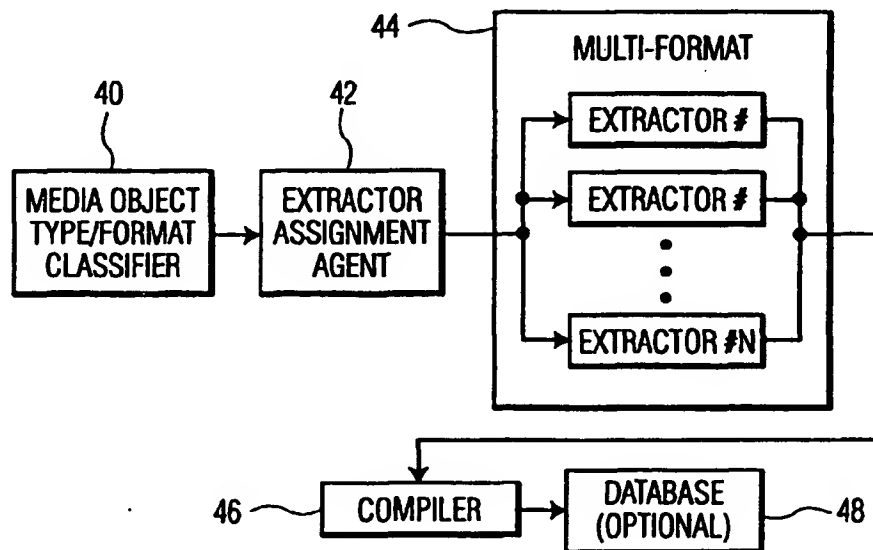 44
MULTI-FORMAT
40
42
EXTRACTOR #
MEDIA OBJECT
TYPE/FORMAT
CLASSIFIER
EXTRACTOR
ASSIGNMENT
AGENT
EXTRACTOR #
EXTRACTOR #N
46
COMPILER
DATABASE
(OPTIONAL)
48